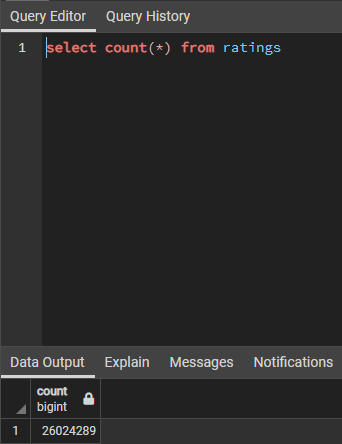 Query Editor Query History
1 select count(*) from ratings
Data Output Explain Messages Notifications
count
bigint
1 26024289